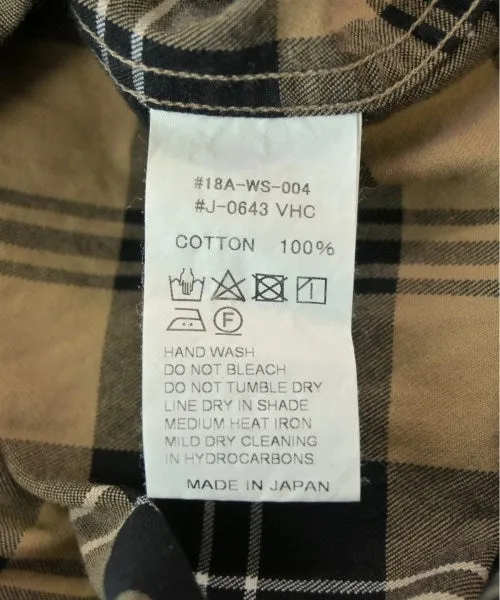 #18A-WS-004
#J-0643 VHC
COTTON 100%
F
HAND WASH
DO NOT BLEACH
DO NOT TUMBLE DRY
LINE DRY IN SHADE
MEDIUM HEAT IRON
MILD DRY CLEANING
IN HYDROCARBONS
MADE IN JAPAN